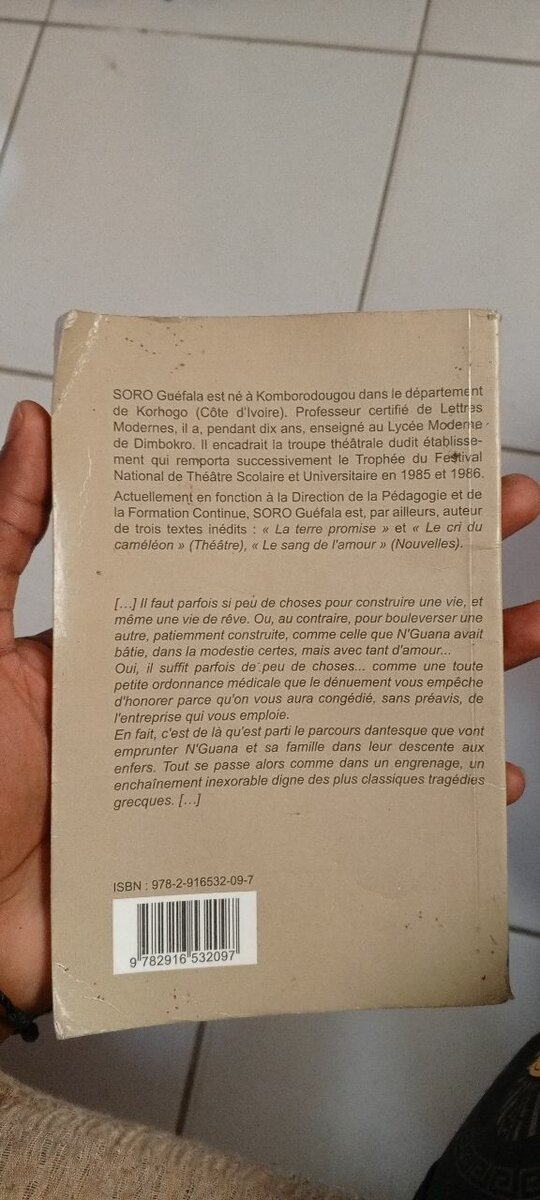 SORO Guéfala est né à Komborodougou dans le département
de Korhogo (Côte d'Ivoire). Professeur certifié de Lettres
Modernes, il a, pendant dix ans, enseigné au Lycée Moderne
de Dimbokro. Il encadrait la troupe théâtrale dudit établisse-
ment qui remporta successivement le Trophée du Festival
National de Théâtre Scolaire et Universitaire en 1985 et 1986.
Actuellement en fonction à la Direction de la Pédagogie et de
la Formation Continue, SORO Guéfala est, par ailleurs, auteur
de trois textes inédits : « La terre promise » et « Le cri du
caméléon » (Théâtre), « Le sang de l'amour » (Nouvelles).
[...] Il faut parfois si peu de choses pour construire une vie, et
même une vie de rêve. Ou, au contraire, pour bouleverser une
autre, patiemment construite, comme celle que N'Guana avait
bâtie, dans la modestie certes, mais avec tant d'amour...
Oui, il suffit parfois de peu de choses... comme une toute
petite ordonnance médicale que le dénuement vous empêche
d'honorer parce qu'on vous aura congédié, sans préavis, de
l'entreprise qui vous emploie.
En fait, c'est de là qu'est parti le parcours dantesque que vont
emprunter N'Guana et sa famille dans leur descente aux
enfers. Tout se passe alors comme dans un engrenage, un
enchaînement inexorable digne des plus classiques tragédies
grecques. [...]
ISBN : 978-2-916532-09-7
9 782916 532097